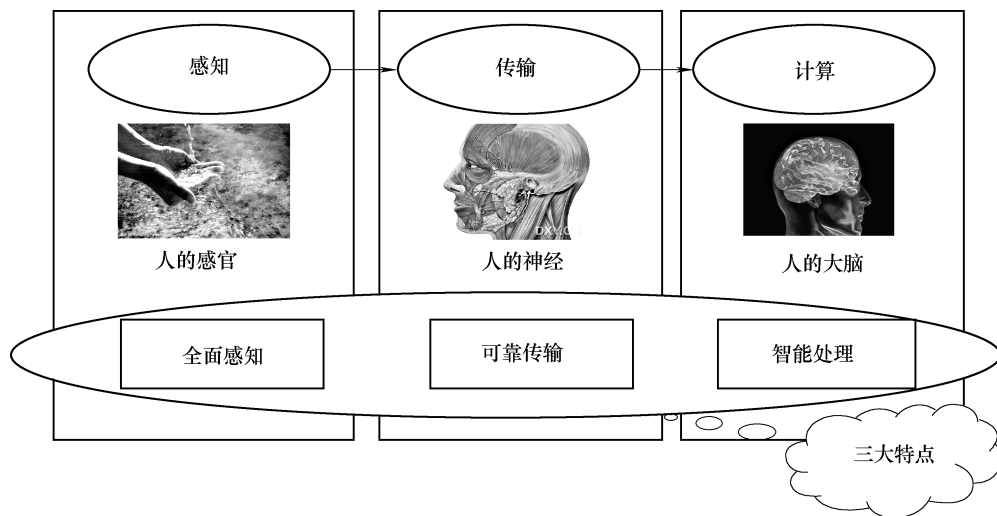 感知
传输
计算
人的感官
人的神经
人的大脑
全面感知
可靠传输
智能处理
三大特点